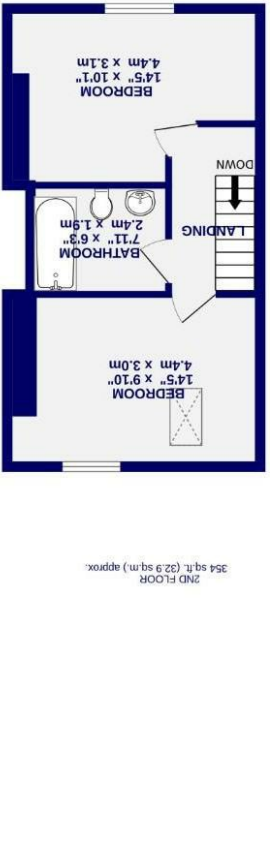 2ND FLOOR
354 sq.ft. (32.9 sq.m.) approx.
BEDROOM
14'5" x 9'10"
4.4m x 3.0m
BATHROOM
7'11" x 6'3"
2.4m x 1.9m
LANDING
DOWN
BEDROOM
14'5" x 10'1"
4.4m x 3.1m